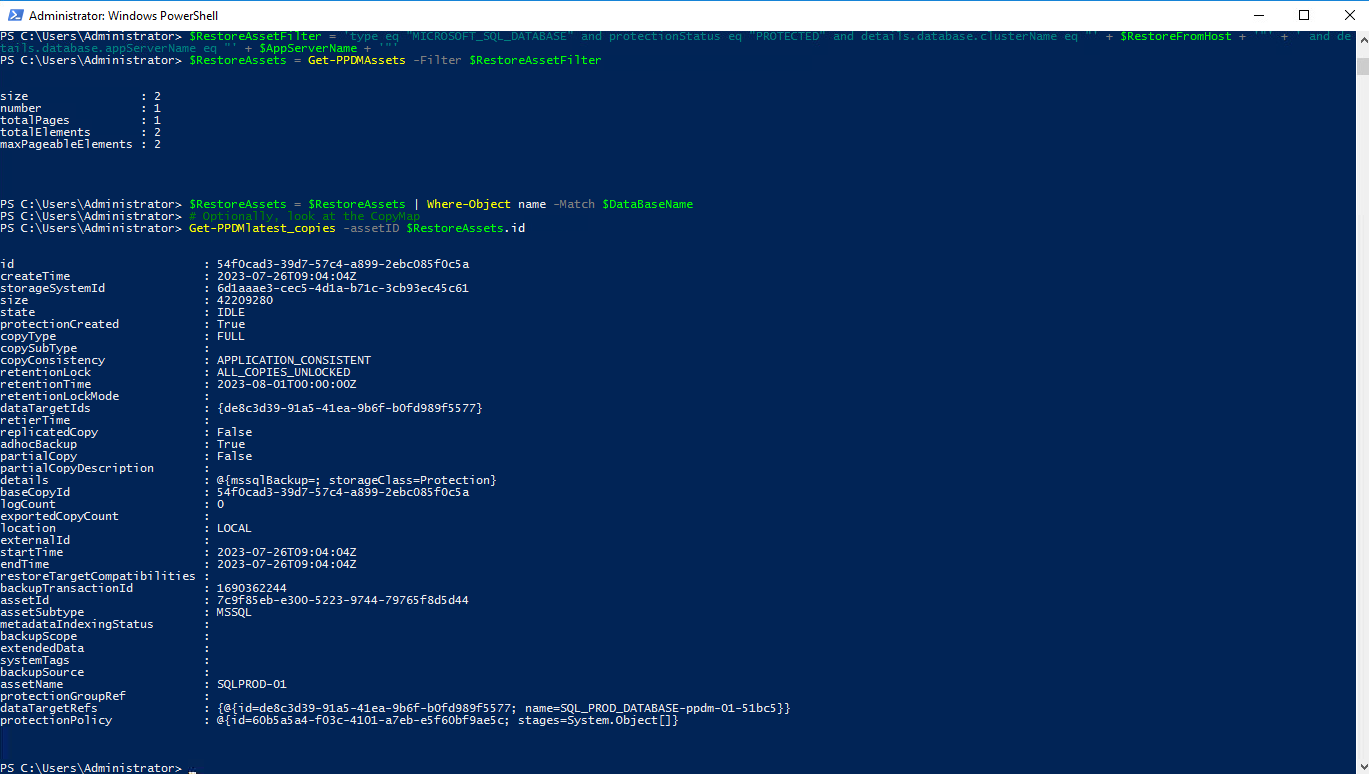 Administrator: Windows PowerShell
PS C:\Users\Administrator> $RestoreAssetFilter = 'type eq "MICROSOFT_SQL_DATABASE" and protectionStatus eq "PROTECTED" and details.database.clusterName eq "' + $RestoreFromHost + '"' + ' and de
tails.database.appServerName eq "' + $AppServerName + '"'
PS C:\Users\Administrator> $RestoreAssets = Get-PPDMAssets -Filter $RestoreAssetFilter
size : 2
number : 1
totalPages : 1
totalElements : 2
maxPageableElements : 2
PS C:\Users\Administrator> $RestoreAssets = $RestoreAssets | Where-Object name -Match $DataBaseName
PS C:\Users\Administrator> # Optionally, look at the CopyMap
PS C:\Users\Administrator> Get-PPDMlatest_copies -assetID $RestoreAssets.id
id : 54f0cad3-39d7-57c4-a899-2ebc085f0c5a
createTime : 2023-07-26T09:04:04Z
storageSystemId : 6d1aaae3-cec5-4d1a-b71c-3cb93ec45c61
size : 42209280
state : IDLE
protectionCreated : True
copyType : FULL
copySubType :
copyConsistency : APPLICATION_CONSISTENT
retentionLock : ALL_COPIES_UNLOCKED
retentionTime : 2023-08-01T00:00:00Z
retentionLockMode :
dataTargetIds : {de8c3d39-91a5-41ea-9b6f-b0fd989f5577}
retierTime :
replicatedCopy : False
adhocBackup : True
partialCopy : False
partialCopyDescription :
details : @{mssqlBackup=; storageClass=Protection}
baseCopyId : 54f0cad3-39d7-57c4-a899-2ebc085f0c5a
logCount : 0
exportedCopyCount :
location : LOCAL
externalId :
startTime : 2023-07-26T09:04:04Z
endTime : 2023-07-26T09:04:04Z
restoreTargetCompatibilities :
backupTransactionId : 1690362244
assetId : 7c9f85eb-e300-5223-9744-79765f8d5d44
assetSubtype : MSSQL
metadataIndexingStatus :
backupScope :
extendedData :
systemTags :
backupSource :
assetName : SQLPROD-01
protectionGroupRef :
dataTargetRefs : {@{id=de8c3d39-91a5-41ea-9b6f-b0fd989f5577; name=SQL_PROD_DATABASE-ppdm-01-51bc5}}
protectionPolicy : @{id=60b5a5a4-f03c-4101-a7eb-e5f60bf9ae5c; stages=System.Object[]}
PS C:\Users\Administrator>